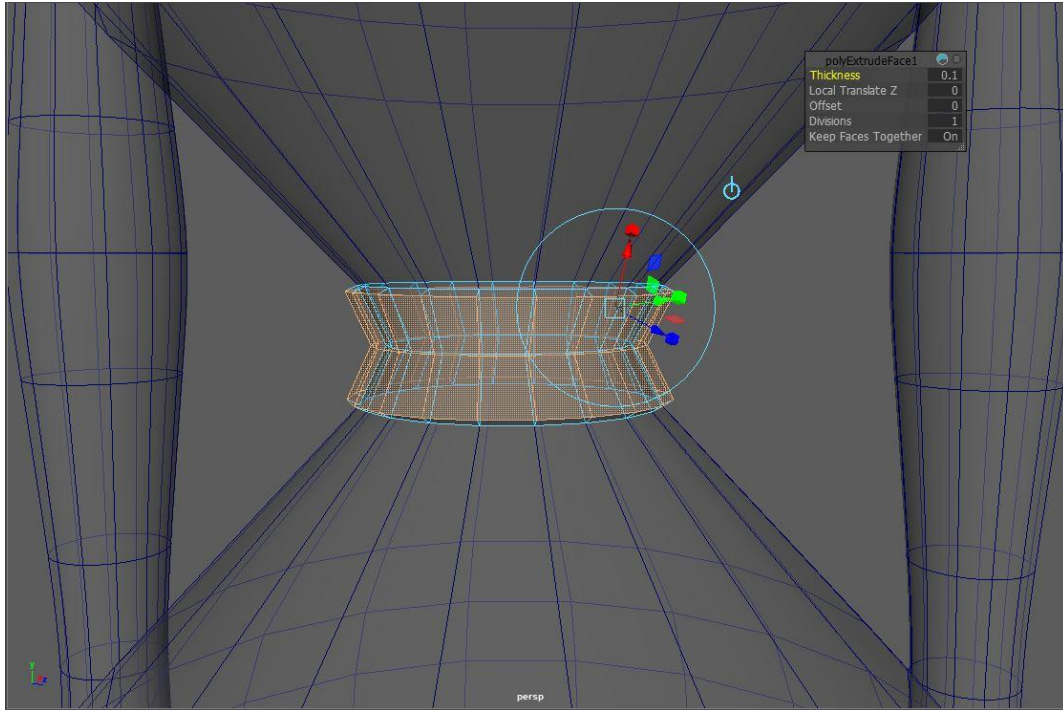 polyExtrudeFace1
Thickness 0.1
Local Translate Z 0
Offset 0
Divisions 1
Keep Faces Together On
y
z
persp